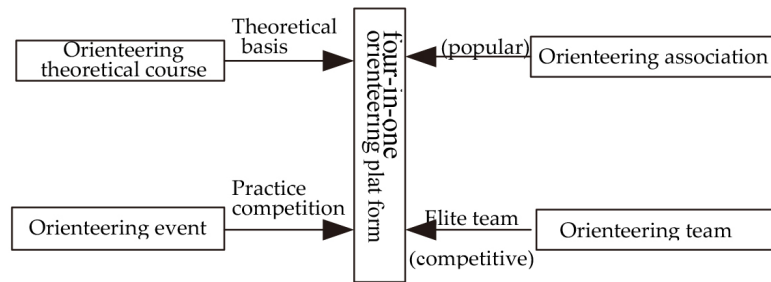 Orienteering
theoretical course
Theoretical
basis
four-in-one
orienteering plat form
(popular)
Orienteering association
Orienteering event
Practice
competition
Elite team
(competitive)
Orienteering team